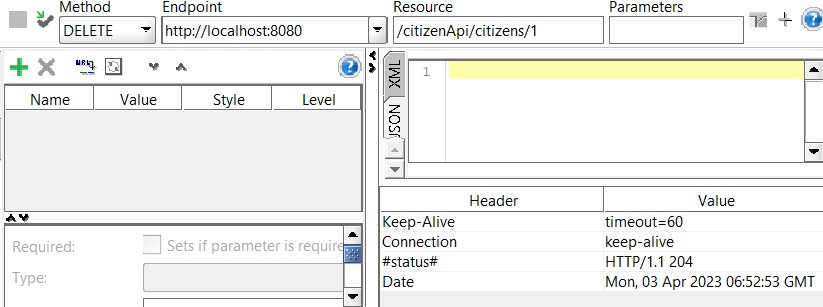 Method Endpoint Resource Parameters
DELETE http://localhost:8080 /citizenApi/citizens/1
Name Value Style Level
XML
JSON
1
Required: Sets if parameter is require
Type:
Header Value
Keep-Alive timeout=60
Connection keep-alive
#status# HTTP/1.1 204
Date Mon, 03 Apr 2023 06:52:53 GMT